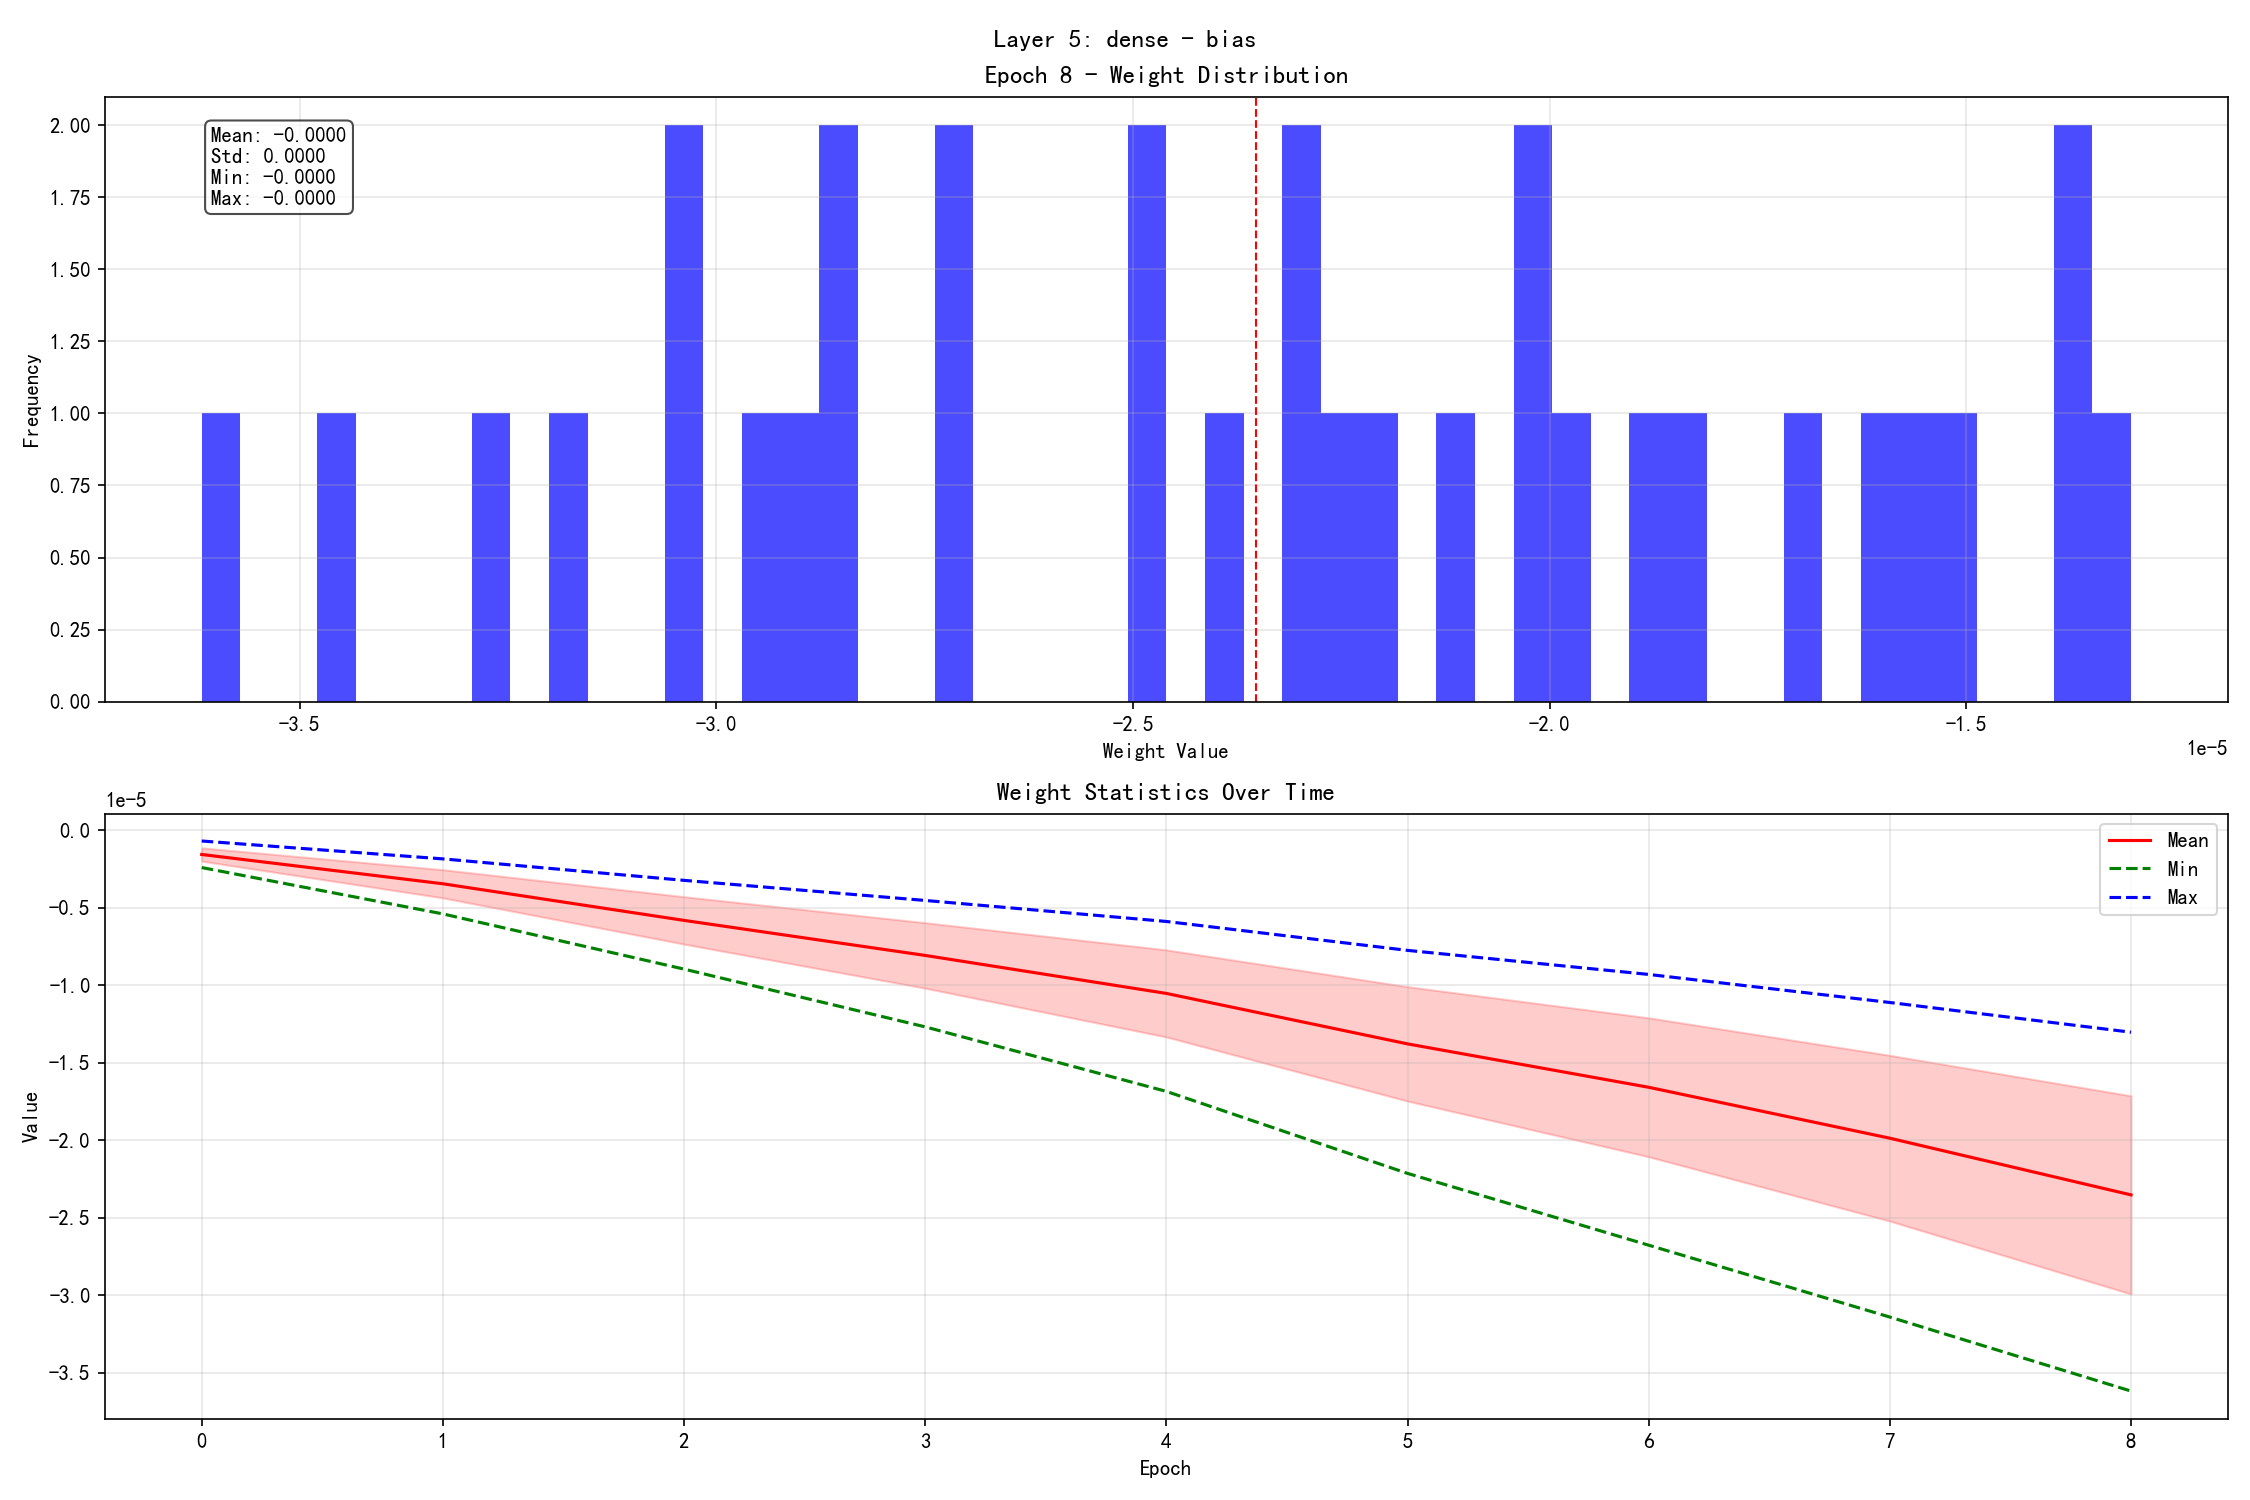 Layer 5: dense - bias
Epoch 8 - Weight Distribution
Mean: -0.0000
Std: 0.0000
Min: -0.0000
Max: -0.0000
2.00
1.75
1.50
1.25
1.00
0.75
0.50
0.25
0.00
Frequency
-3.5 -3.0 -2.5 -2.0 -1.5
1e-5
Weight Value
Weight Statistics Over Time
1e-5
0.0
-0.5
-1.0
-1.5
-2.0
-2.5
-3.0
-3.5
Value
Mean
Min
Max
0 1 2 3 4 5 6 7 8
Epoch